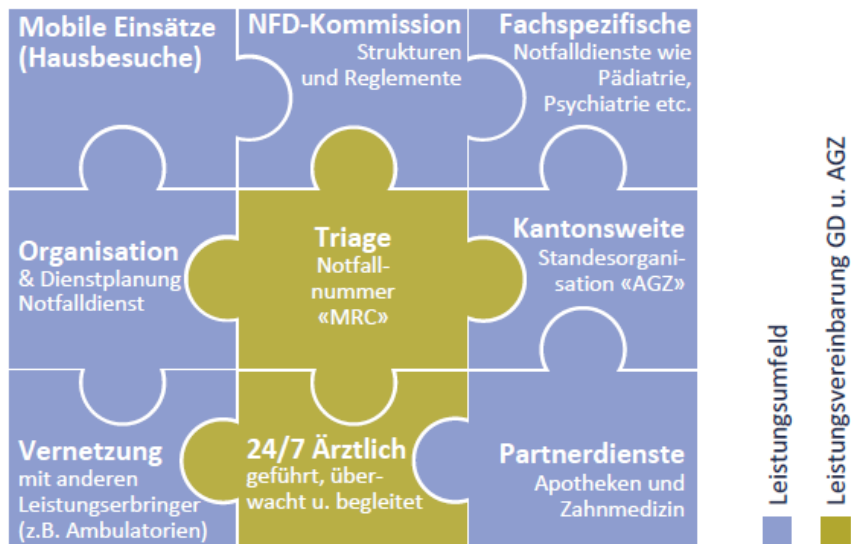 Mobile Einsätze
(Hausbesuche)
NFD-Kommission
Strukturen
und Reglemente
Fachspezifische
Notfalldienste wie
Pädiatrie,
Psychiatrie etc.
Organisation
& Dienstplanung
Notfalldienst
Triage
Notfall-
nummer
«MRC»
Kantonsweite
Standesorgani-
sation «AGZ»
Vernetzung
mit anderen
Leistungserbringer
(z.B. Ambulatorien)
24/7 Ärztlich
geführt, über-
wacht u. begleitet
Partnerdienste
Apotheken und
Zahnmedizin
Leistungsumfeld
Leistungsvereinbarung GD u. AGZ